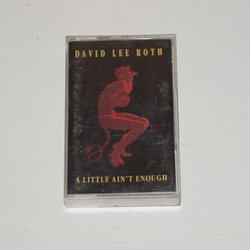 DAVID LEE ROTH
A LITTLE AIN'T ENOUGH